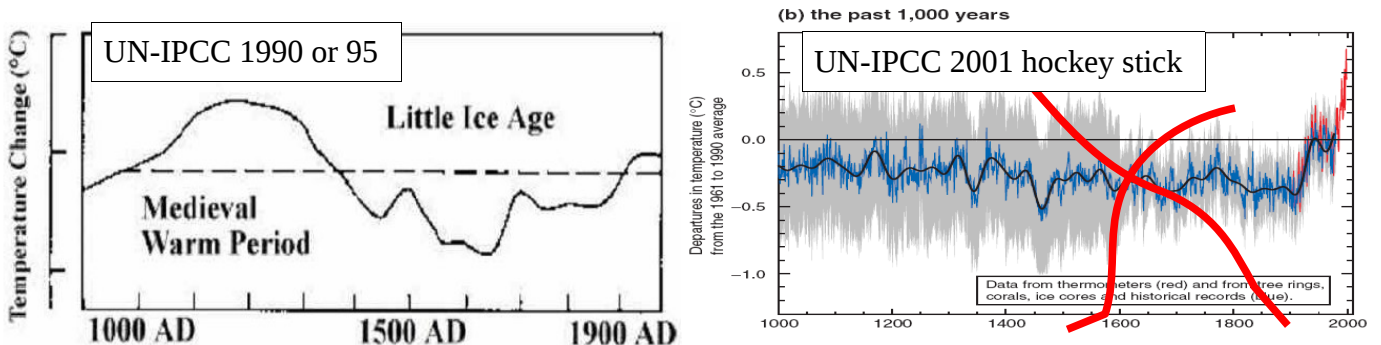 UN-IPCC 1990 or 95
Temperature Change (°C)
Little Ice Age
Medieval
Warm Period
1000 AD 1500 AD 1900 AD
(b) the past 1,000 years
UN-IPCC 2001 hockey stick
Departures in temperature (°C)
from the 1961 to 1990 average
0.5
0.0
−0.5
−1.0
Data from thermometers (red) and from tree rings,
corals, ice cores and historical records (blue).
1000 1200 1400 1600 1800 2000